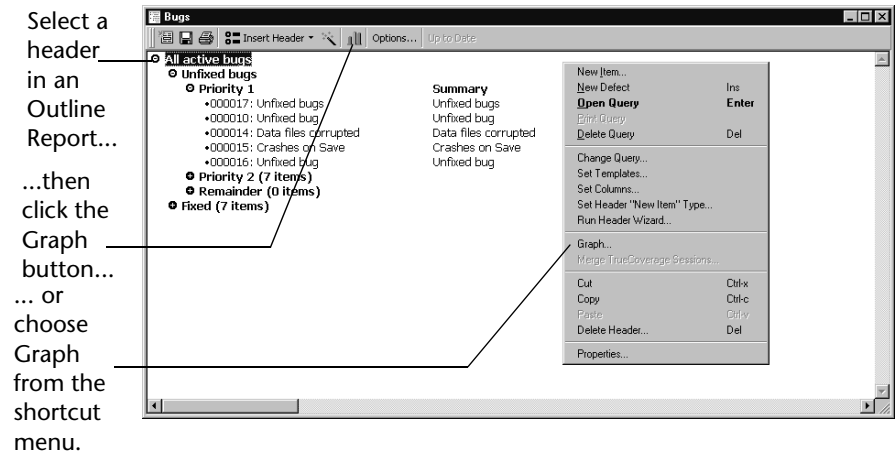 Select a
header
in an
Outline
Report...
...then
click the
Graph
button...
... or
choose
Graph
from the
shortcut
menu.
Bugs
Insert Header
Options...
Up to Date
All active bugs
Unfixed bugs
Priority 1 Summary
000017: Unfixed bugs Unfixed bugs
000010: Unfixed bug Unfixed bug
000014: Data files corrupted Data files corrupted
000015: Crashes on Save Crashes on Save
000016: Unfixed bug Unfixed bug
Priority 2 (7 items)
Remainder (0 items)
Fixed (7 items)
New Item...
New Defect Ins
Open Query Enter
Print Query
Delete Query Del
Change Query...
Set Templates...
Set Columns...
Set Header "New Item" Type...
Run Header Wizard...
Graph...
Merge TrueCoverage Sessions...
Cut Ctrl-x
Copy Ctrl-c
Paste Ctrl-v
Delete Header... Del
Properties...